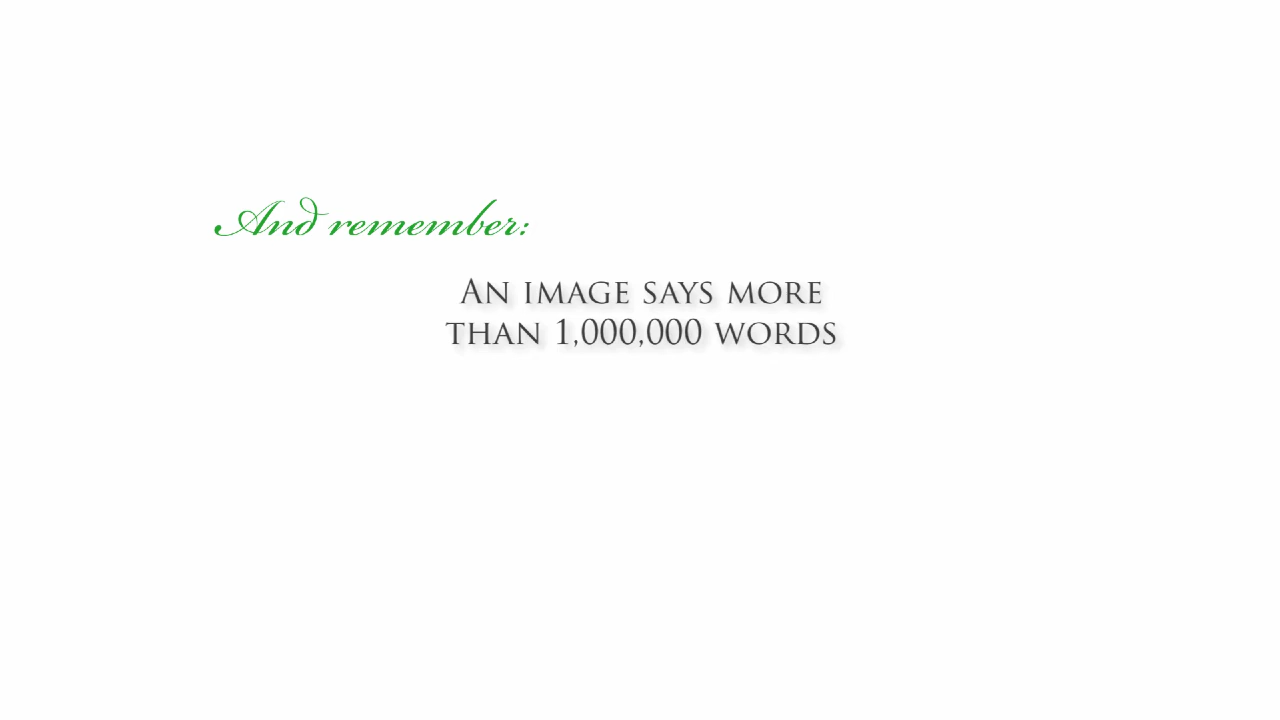 And remember:
An image says more
than 1,000,000 words